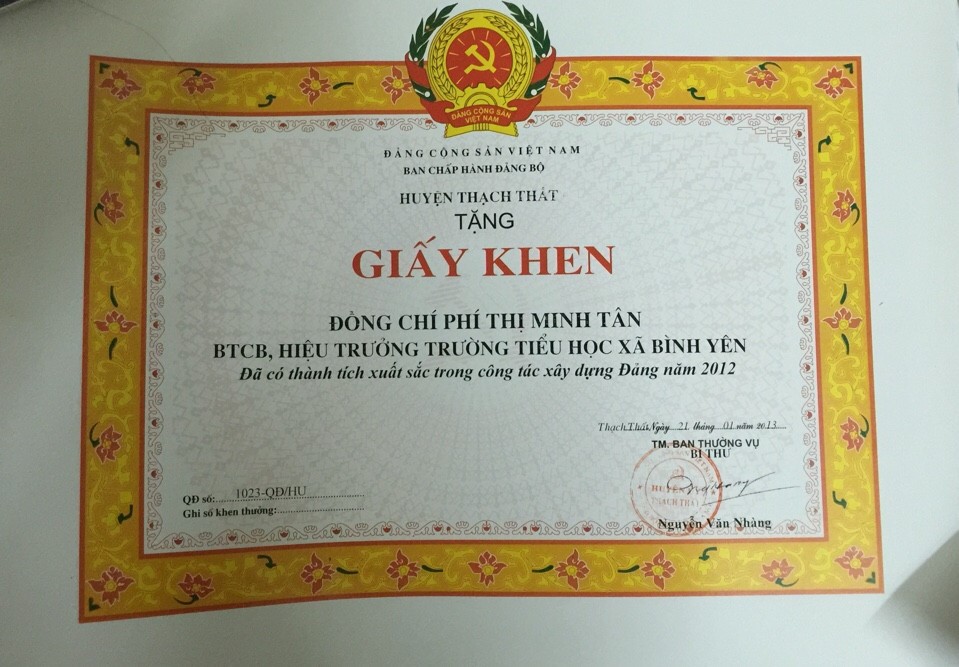 ĐẢNG CỘNG SẢN
VIỆT NAM
ĐẢNG CỘNG SẢN VIỆT NAM
BAN CHẤP HÀNH ĐẢNG BỘ
HUYỆN THẠCH THẤT
TẶNG
GIẤY KHEN
ĐỒNG CHÍ PHÍ THỊ MINH TÂN
BTCB, HIỆU TRƯỞNG TRƯỜNG TIỂU HỌC XÃ BÌNH YÊN
Đã có thành tích xuất sắc trong công tác xây dựng Đảng năm 2012
Thạch Thất Ngày 21 tháng 01 năm 2013
TM. BAN THƯỜNG VỤ
BÍ THƯ
QĐ số: 1023-QĐ/HU
Ghi sổ khen thưởng:
Nguyễn Văn Nhàng